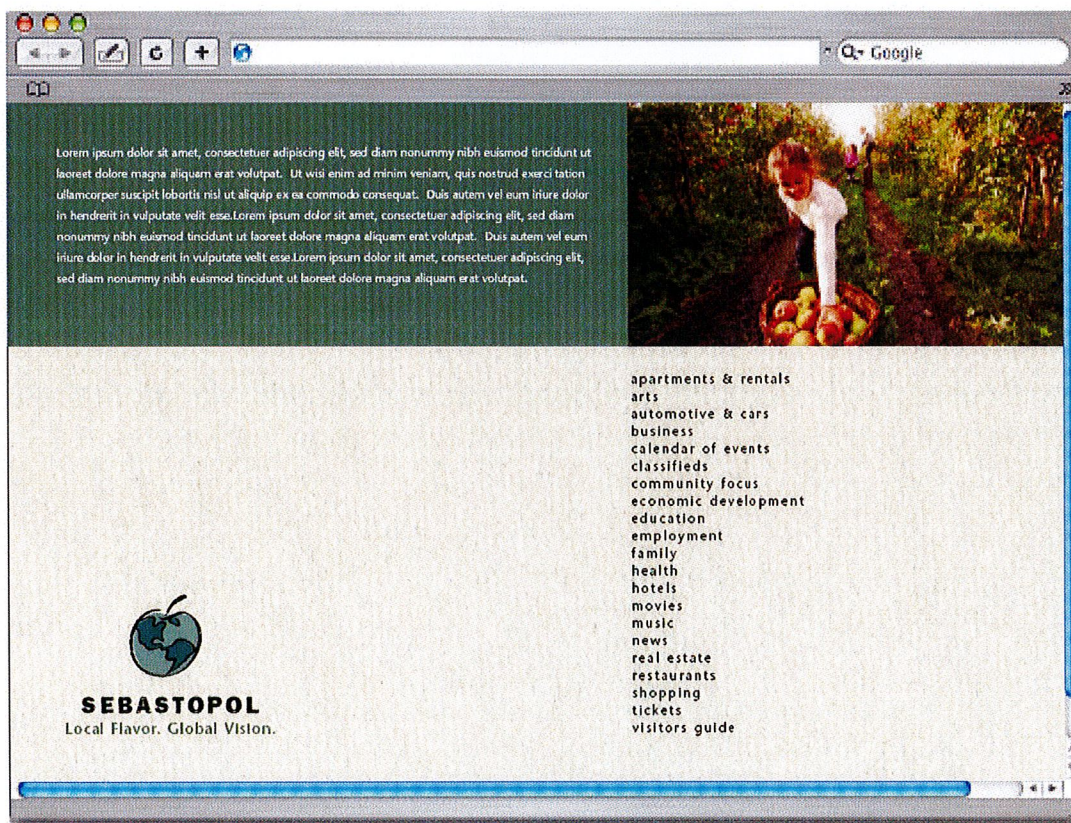 Google
Lorem ipsum dolor sit amet, consectetuer adipiscing elit, sed diam nonummy nibh euismod tincidunt ut
laoreet dolore magna aliquam erat volutpat. Ut wisi enim ad minim veniam, quis nostrud exerci tation
ullamcorper suscipit lobortis nisl ut aliquip ex ea commodo consequat. Duis autem vel eum iriure dolor
in hendrerit in vulputate velit esse.Lorem ipsum dolor sit amet, consectetuer adipiscing elit, sed diam
nonummy nibh euismod tincidunt ut laoreet dolore magna aliquam erat volutpat. Duis autem vel eum
iriure dolor in hendrerit in vulputate velit esse.Lorem ipsum dolor sit amet, consectetuer adipiscing elit,
sed diam nonummy nibh euismod tincidunt ut laoreet dolore magna aliquam erat volutpat.
apartments & rentals
arts
automotive & cars
business
calendar of events
classifieds
community focus
economic development
education
employment
family
health
hotels
movies
music
news
real estate
restaurants
shopping
tickets
visitors guide
SEBASTOPOL
Local Flavor. Global Vision.